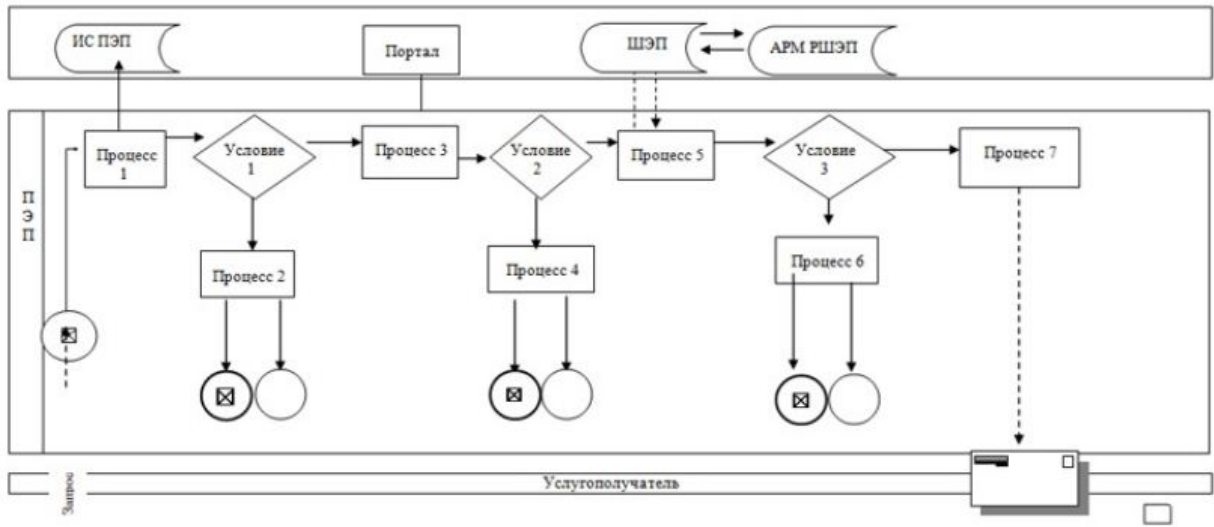 ИС ПЭП
Портал
ШЭП
АРМ РШЭП
П
Э
П
Процесс
1
Условие
1
Процесс 3
Условие
2
Процесс 5
Условие
3
Процесс 7
Процесс 2
Процесс 4
Процесс 6
Запрос
Услугополучатель